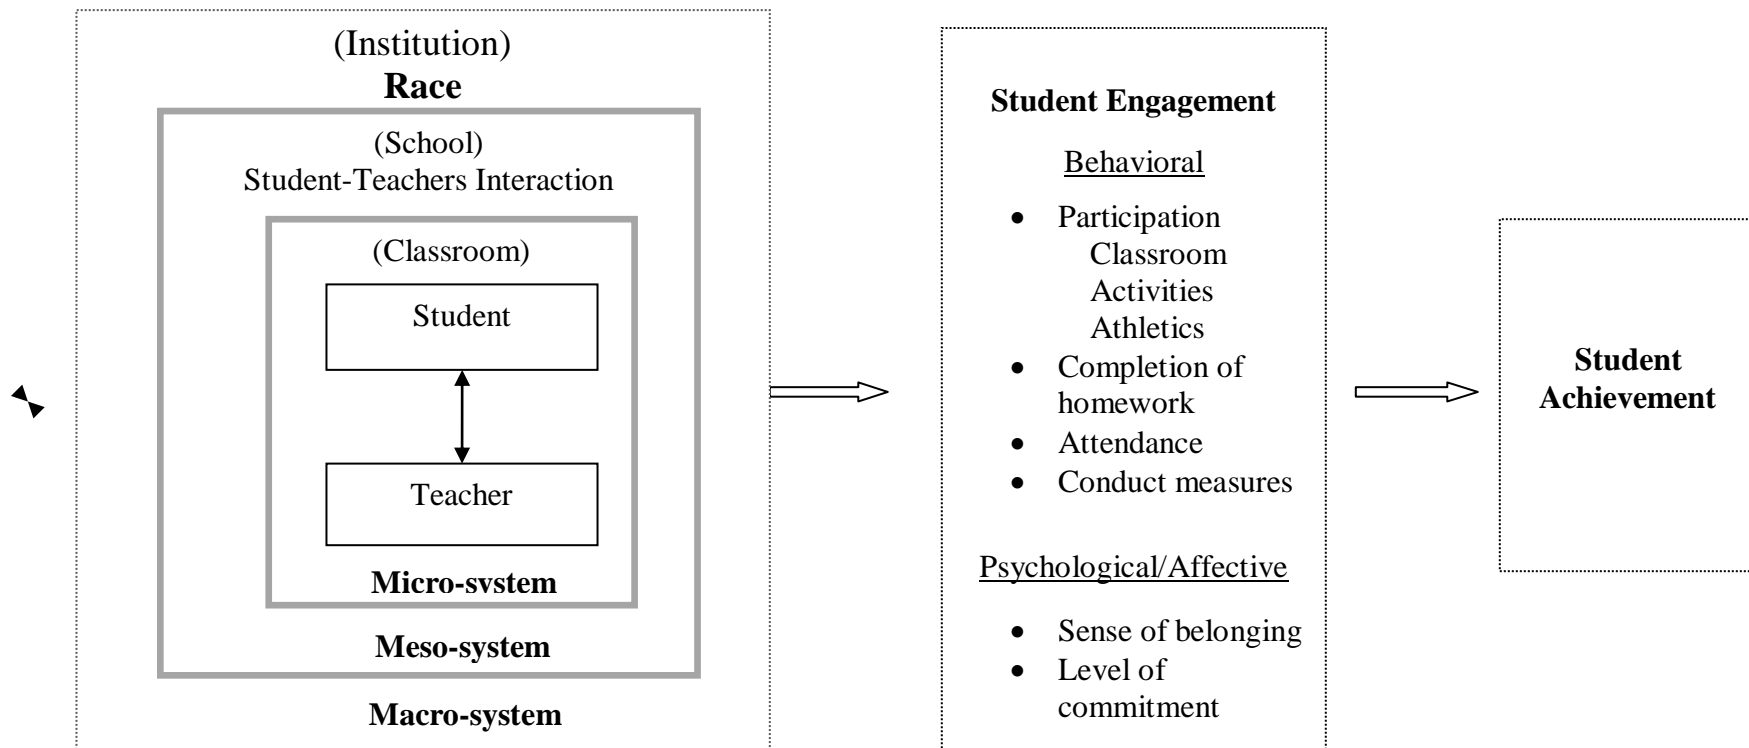 (Institution)
Race
(School)
Student-Teachers Interaction
(Classroom)
Student
Teacher
Micro-system
Meso-system
Macro-system
Student Engagement
Behavioral
• Participation
Classroom
Activities
Athletics
• Completion of
homework
• Attendance
• Conduct measures
Psychological/Affective
• Sense of belonging
• Level of
commitment
Student
Achievement